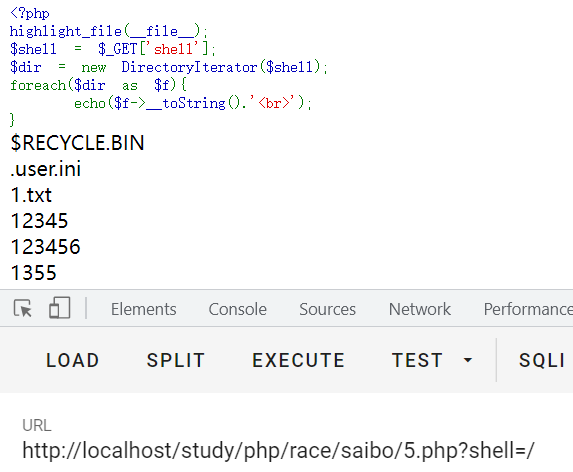 <?php
highlight_file(__file__);
$shell = $_GET['shell'];
$dir = new DirectoryIterator($shell);
foreach($dir as $f){
        echo($f->__toString().'<br>');
}
$RECYCLE.BIN
.user.ini
1.txt
12345
123456
1355
Elements Console Sources Network Performance
LOAD SPLIT EXECUTE TEST SQLI
URL
http://localhost/study/php/race/saibo/5.php?shell=/